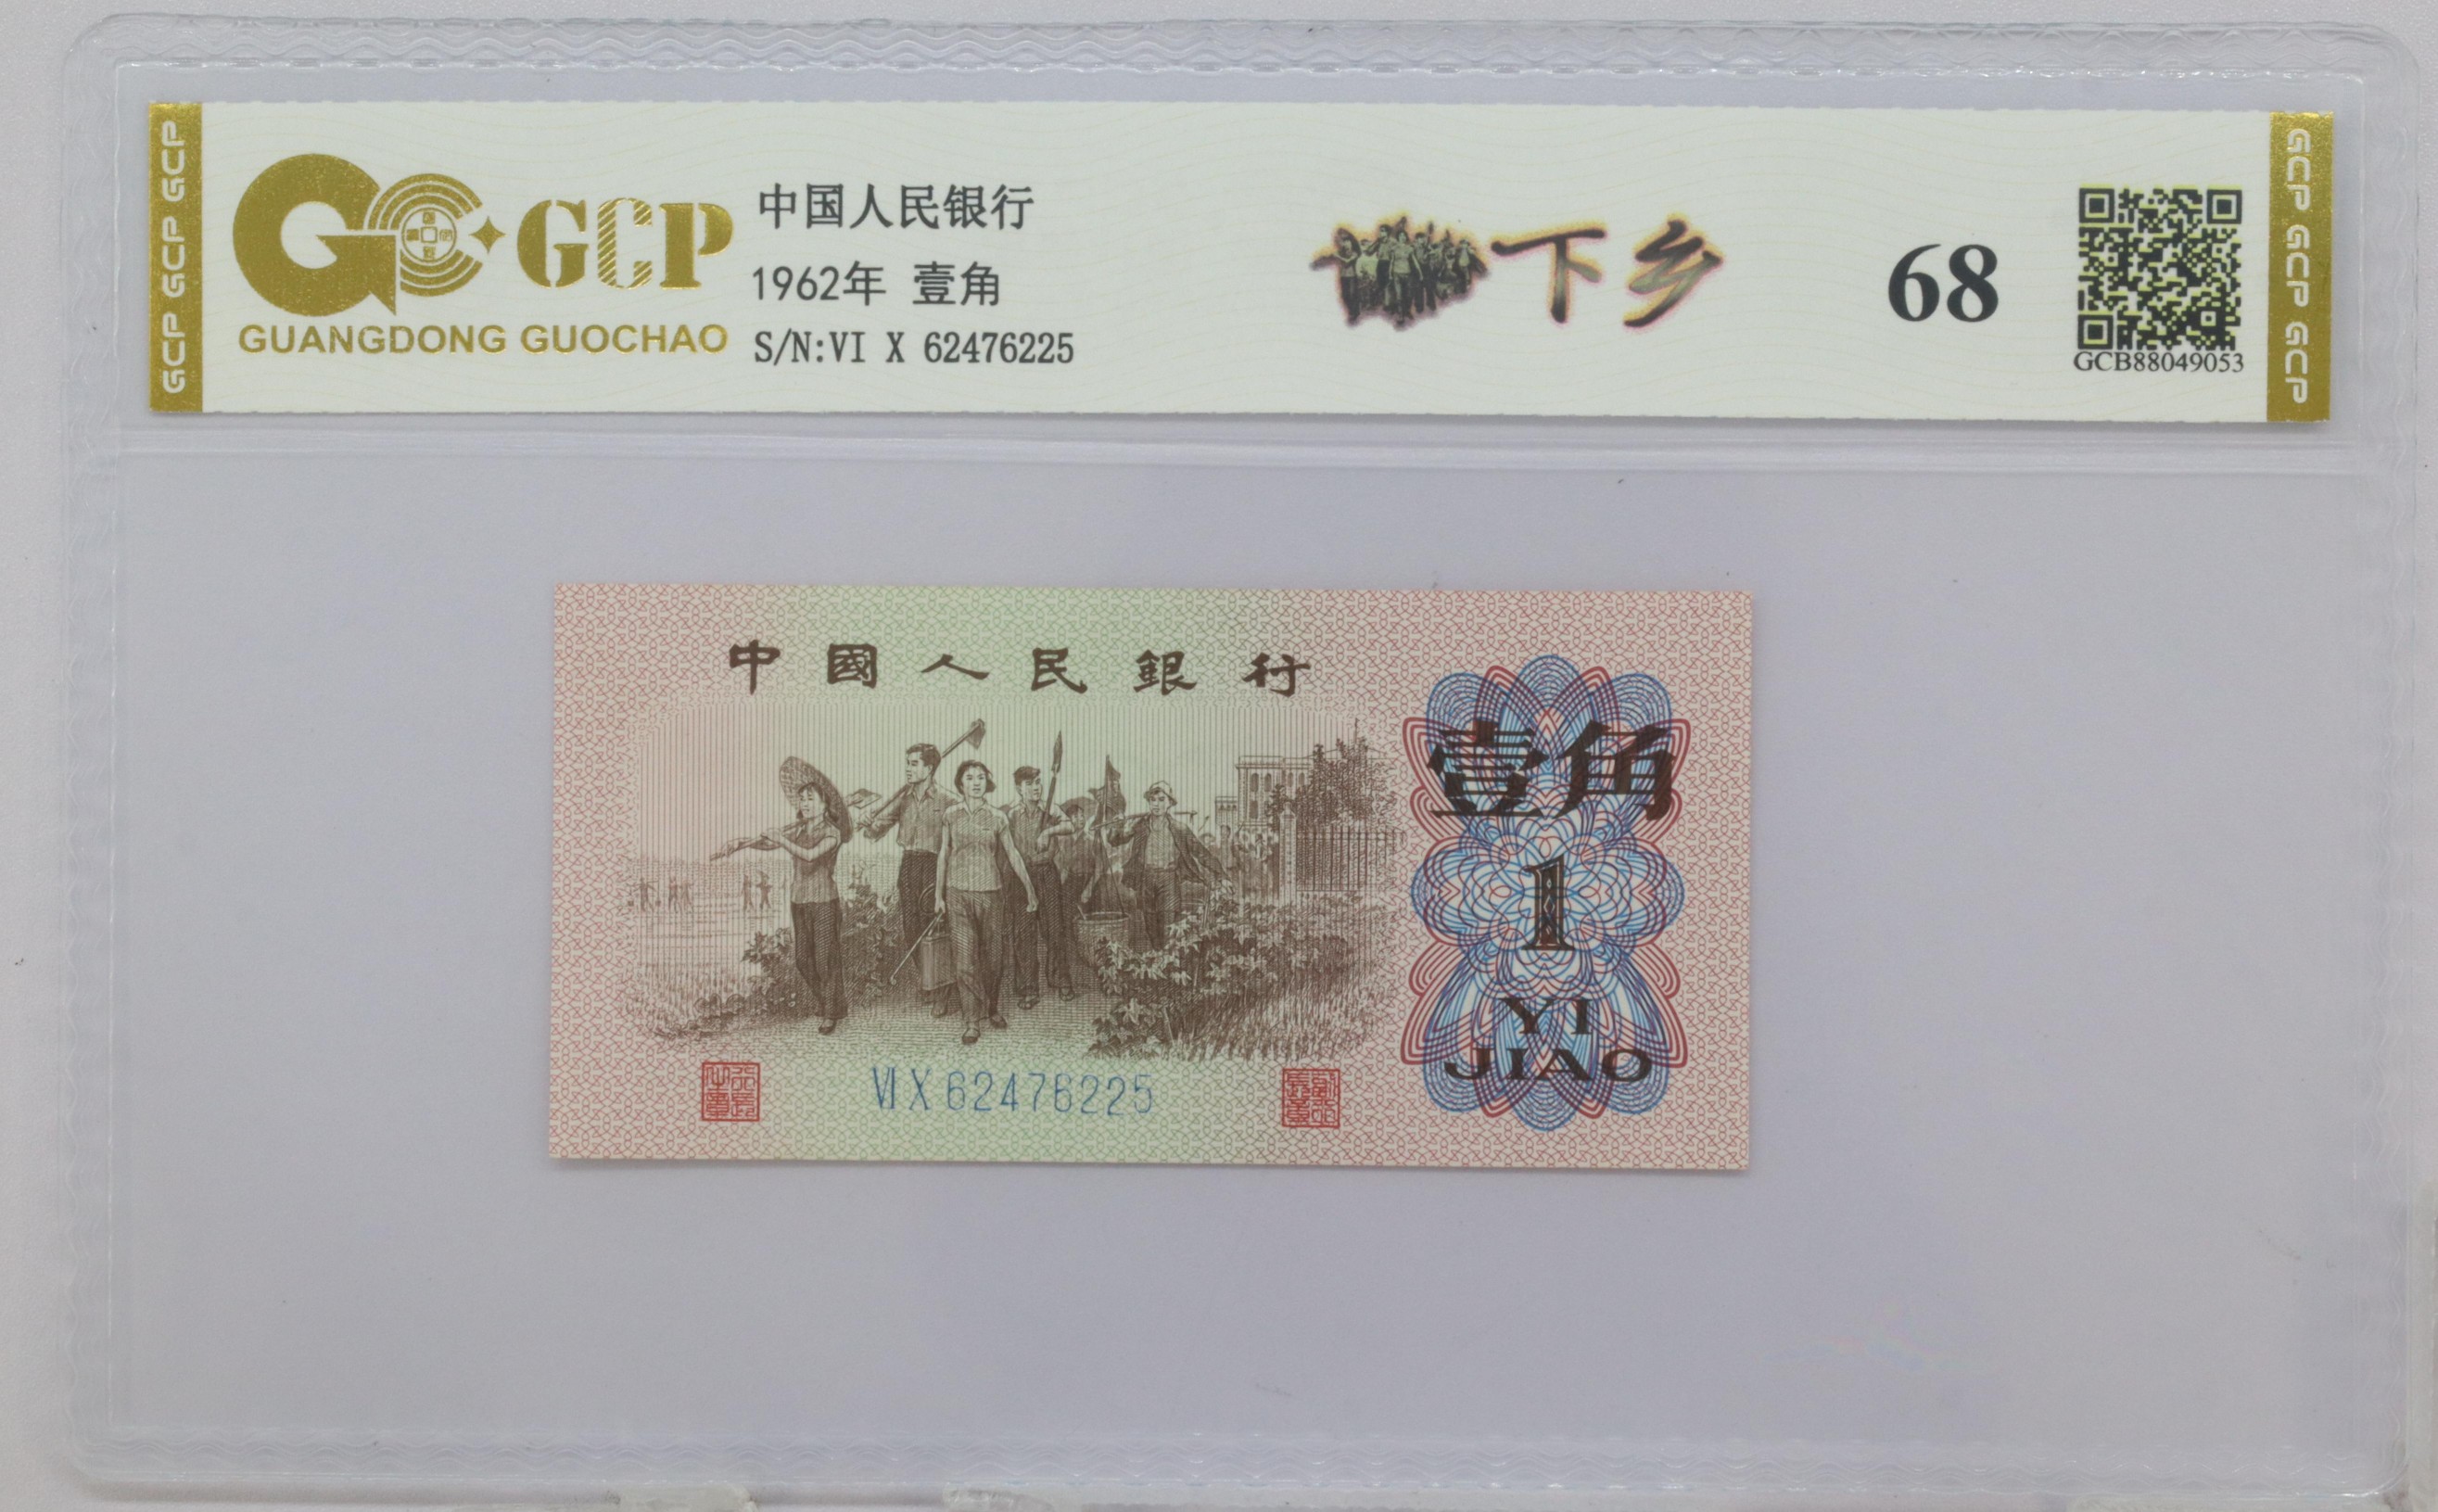 GCP GCP GCP
GCP
GUANGDONG GUOCHAO
中国人民银行
1962年 壹角
S/N:VI X 62476225
下乡
68
GCB88049053
GCP GCP GCP
中國人民銀行
壹角
1
YI
JIAO
VI X 62476225